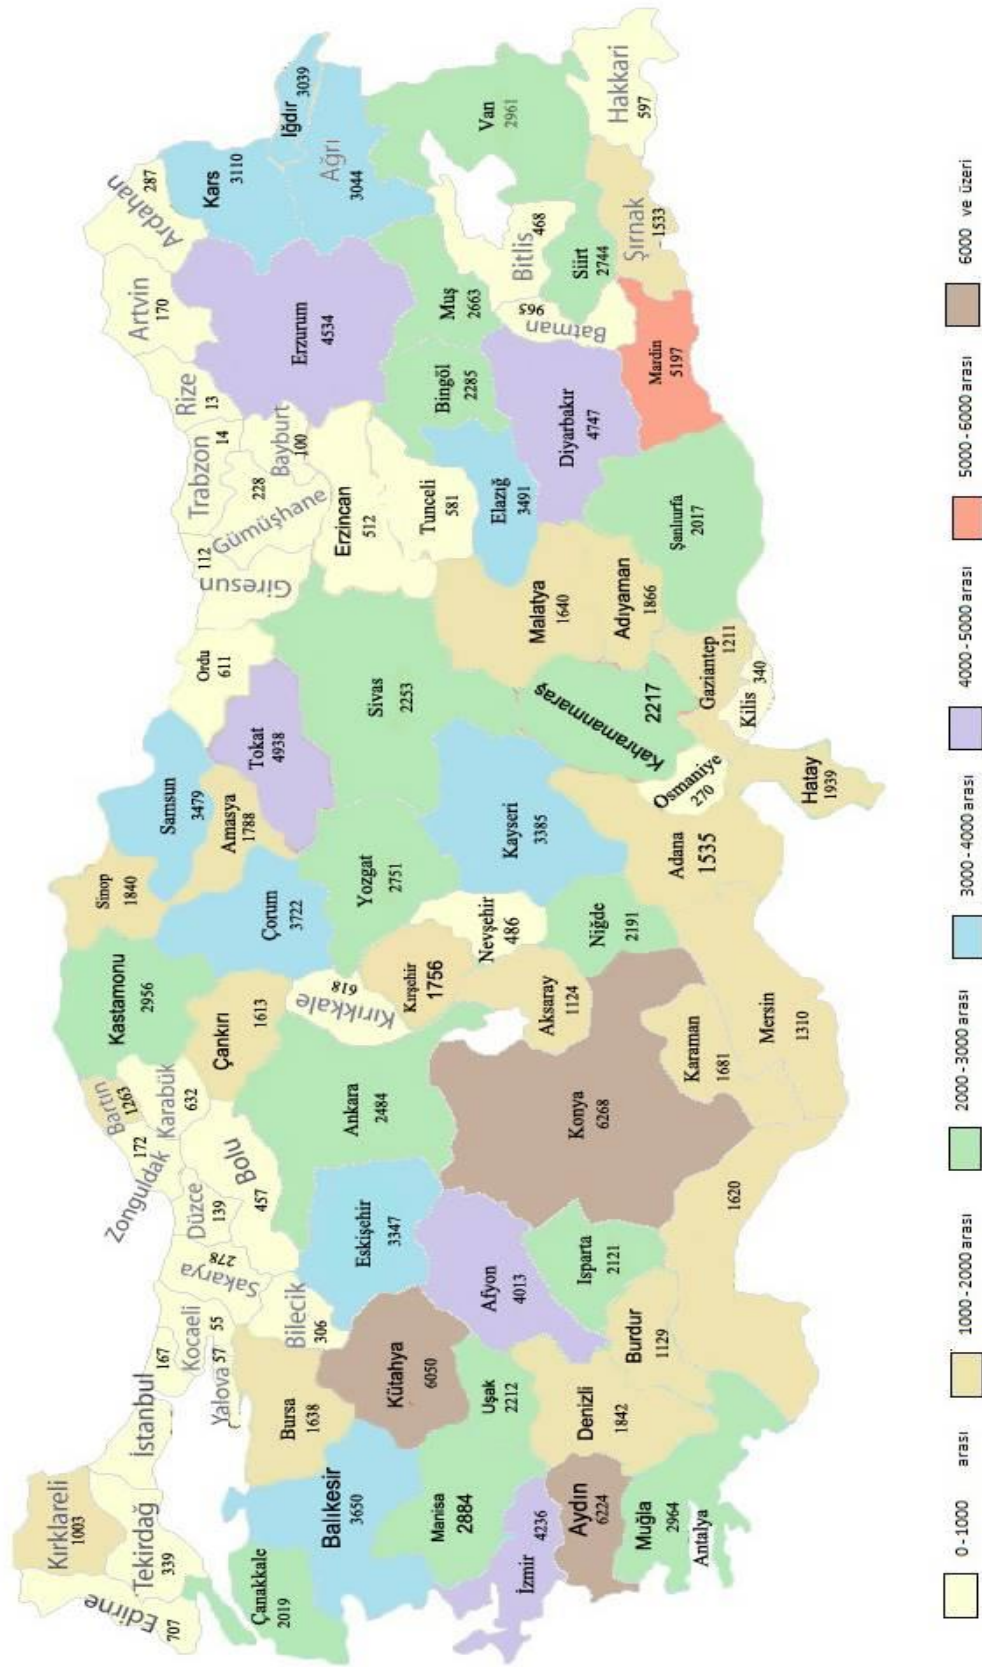 Kırklareli
1003
Edirne
707
Tekirdağ
339
İstanbul
167
Kocaeli
55
Yalova 57
Sakarya
278
Düzce
139
Zonguldak
172
Bartın
1263
Karabük
632
Bolu
457
Bilecik
306
Bursa
1638
Çanakkale
2019
Balıkesir
3650
Kütahya
6050
Eskişehir
3347
Ankara
2484
Çankırı
1613
Kastamonu
2956
Sinop
1840
Samsun
3479
Amasya
1788
Çorum
3722
Kırıkkale
618
Kırşehir
1756
Yozgat
2751
Tokat
4938
Ordu
611
Giresun
112
Gümüşhane
228
Trabzon
14
Rize
13
Bayburt
100
Artvin
170
Ardahan
287
Kars
3110
Iğdır
3039
Ağrı
3044
Erzurum
4534
Erzincan
512
Tunceli
581
Sivas
2253
Kayseri
3385
Nevşehir
486
Niğde
2191
Aksaray
1124
Konya
6268
Karaman
1681
Mersin
1310
Adana
1535
Osmaniye
270
Hatay
1939
Kilis
340
Gaziantep
1211
Kahramanmaraş
2217
Malatya
1640
Adıyaman
1866
Şanlıurfa
2017
Elazığ
3491
Diyarbakır
4747
Bingöl
2285
Muş
2663
Bitlis
468
Batman
965
Siirt
2744
Mardin
5197
Şırnak
1533
Van
2961
Hakkari
597
Manisa
2884
Uşak
2212
Afyon
4013
İzmir
4236
Aydın
6224
Denizli
1842
Burdur
1129
Isparta
2121
Muğla
2964
Antalya
1620
0-1000 arası
1000-2000 arası
2000-3000 arası
3000-4000 arası
4000-5000 arası
5000-6000 arası
6000 ve üzeri